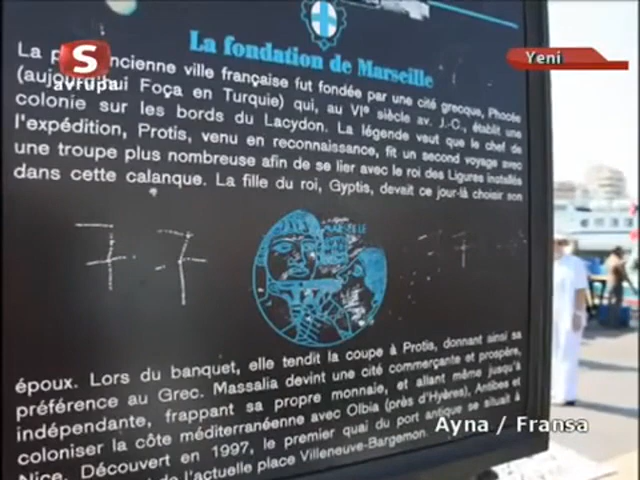 S
avrupa
Yeni
La fondation de Marseille
La ancienne ville française fut fondée par une cité grecque, Phocée
(aujourd'hui Foça en Turquie) qui, au VIe siècle av. J.-C., établit une
colonie sur les bords du Lacydon. La légende veut que le chef de
l'expédition, Protis, venu en reconnaissance, fit un second voyage avec
une troupe plus nombreuse afin de se lier avec le roi des Ligures installés
dans cette calanque. La fille du roi, Gyptis, devait ce jour-là choisir son
7.7
77
époux. Lors du banquet, elle tendit la coupe à Protis, donnant ainsi sa
préférence au Grec. Massalia devint une cité commerçante et prospère,
indépendante, frappant sa propre monnaie, et allant même jusqu'à
coloniser la côte méditerranéenne avec Olbia (près d'Hyères), Antibes et
Nice. Découvert en 1997, le premier quai du port antique se situait à
de l'actuelle place Villeneuve-Bargemon.
Ayna / Fransa